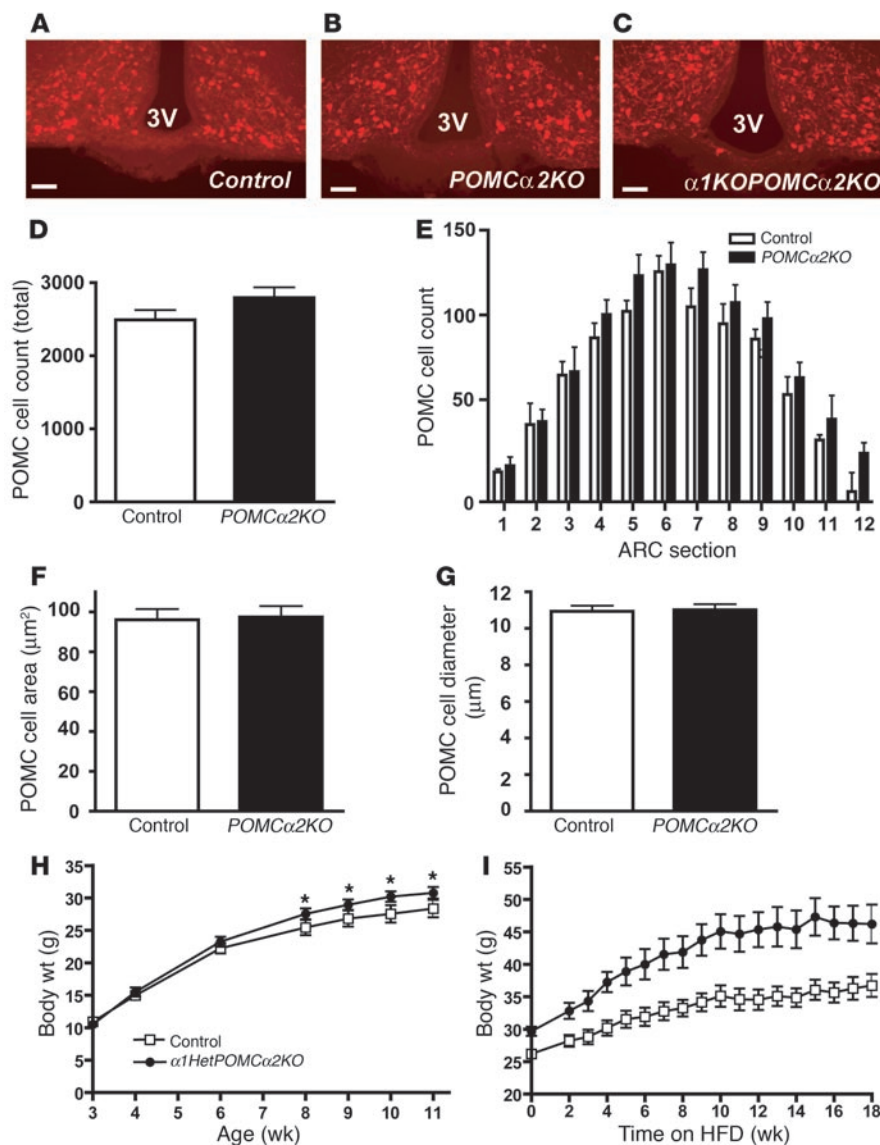 A
B
C
3V
3V
3V
Control
POMCα2KO
α1KOPOMCα2KO
D
POMC cell count (total)
3000
2000
1000
0
Control
POMCα2KO
E
Control
POMCα2KO
POMC cell count
150
100
50
0
1 2 3 4 5 6 7 8 9 10 11 12
ARC section
F
POMC cell area (μm²)
100
80
60
40
20
0
Control
POMCα2KO
G
POMC cell diameter
(μm)
12
10
8
6
4
2
0
Control
POMCα2KO
H
Body wt (g)
35
30
25
20
15
10
5
0
* * * *
Control
α1HetPOMCα2KO
3 4 5 6 7 8 9 10 11
Age (wk)
I
Body wt (g)
55
50
45
40
35
30
25
20
0 2 4 6 8 10 12 14 16 18
Time on HFD (wk)